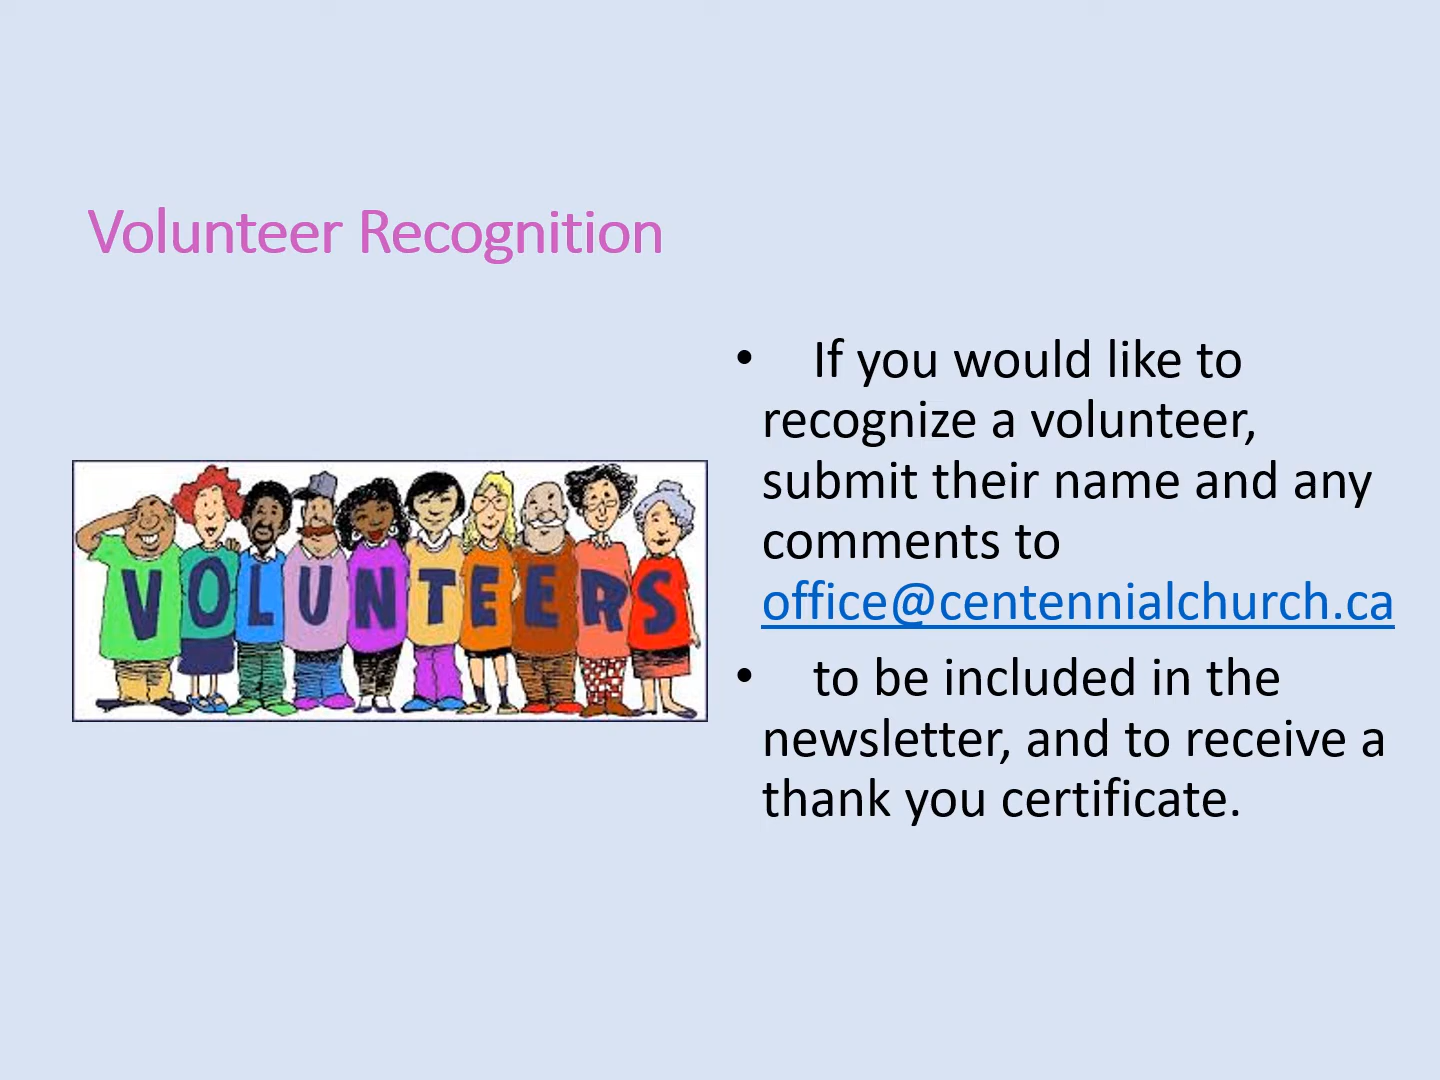 Volunteer Recognition
VOLUNTEERS
• If you would like to
recognize a volunteer,
submit their name and any
comments to
office@centennialchurch.ca
• to be included in the
newsletter, and to receive a
thank you certificate.